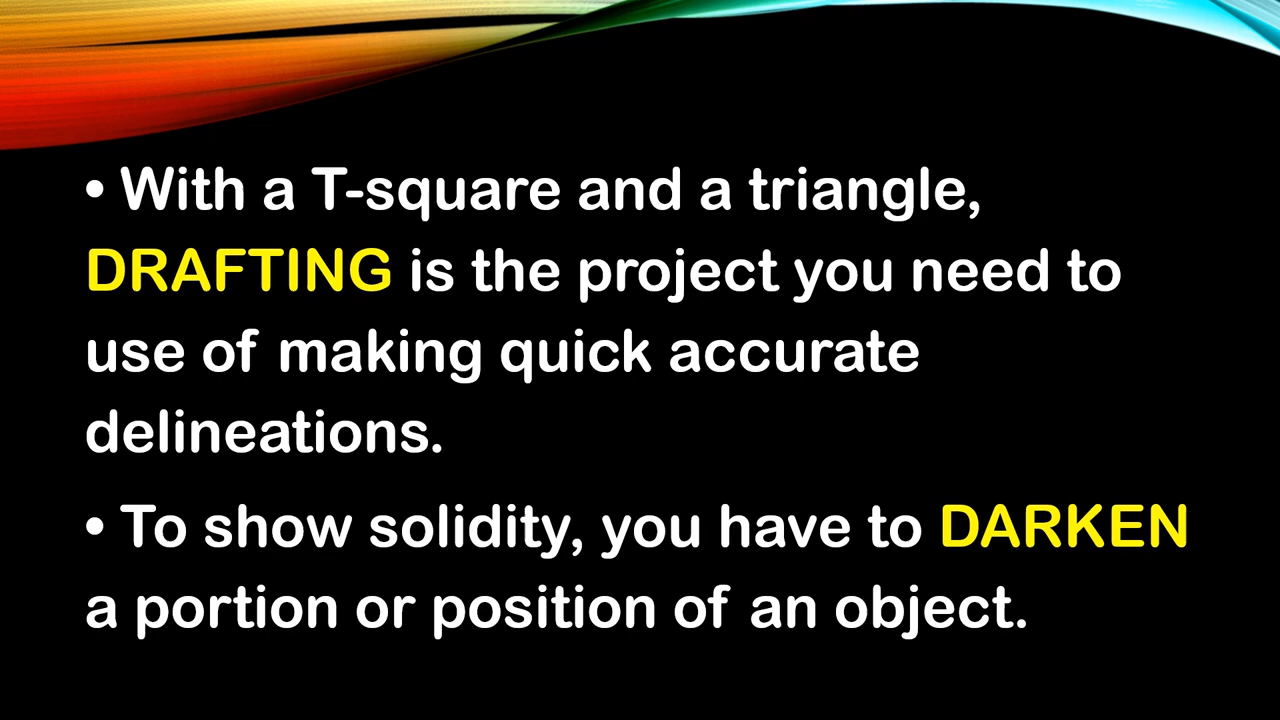 • With a T-square and a triangle,
DRAFTING is the project you need to
use of making quick accurate
delineations.
• To show solidity, you have to DARKEN
a portion or position of an object.